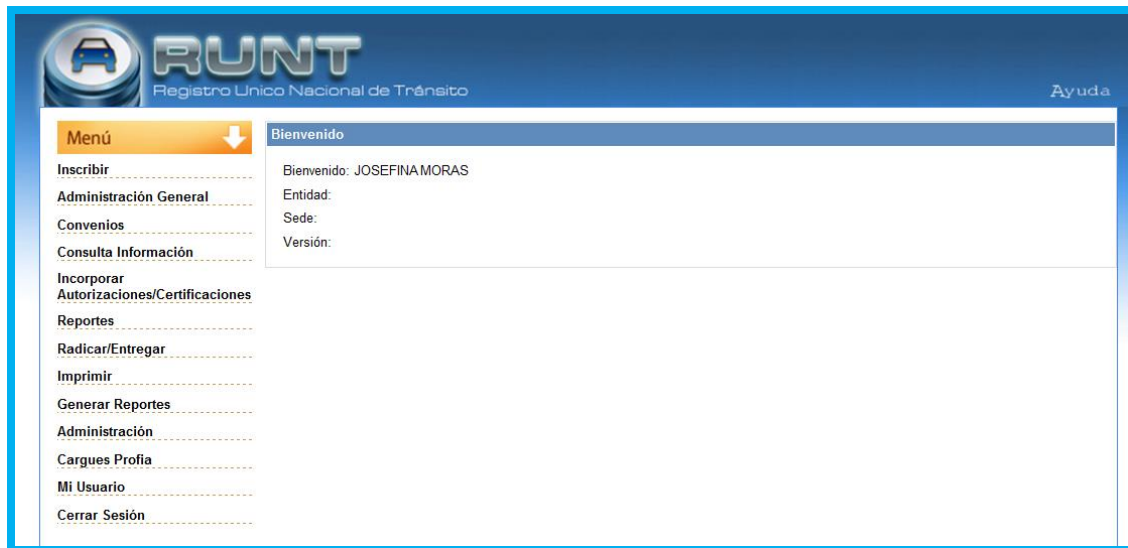 RUNT
Registro Unico Nacional de Tránsito
Ayuda
Menú
Inscribir
Administración General
Convenios
Consulta Información
Incorporar
Autorizaciones/Certificaciones
Reportes
Radicar/Entregar
Imprimir
Generar Reportes
Administración
Cargues Profia
Mi Usuario
Cerrar Sesión
Bienvenido
Bienvenido: JOSEFINA MORAS
Entidad:
Sede:
Versión: